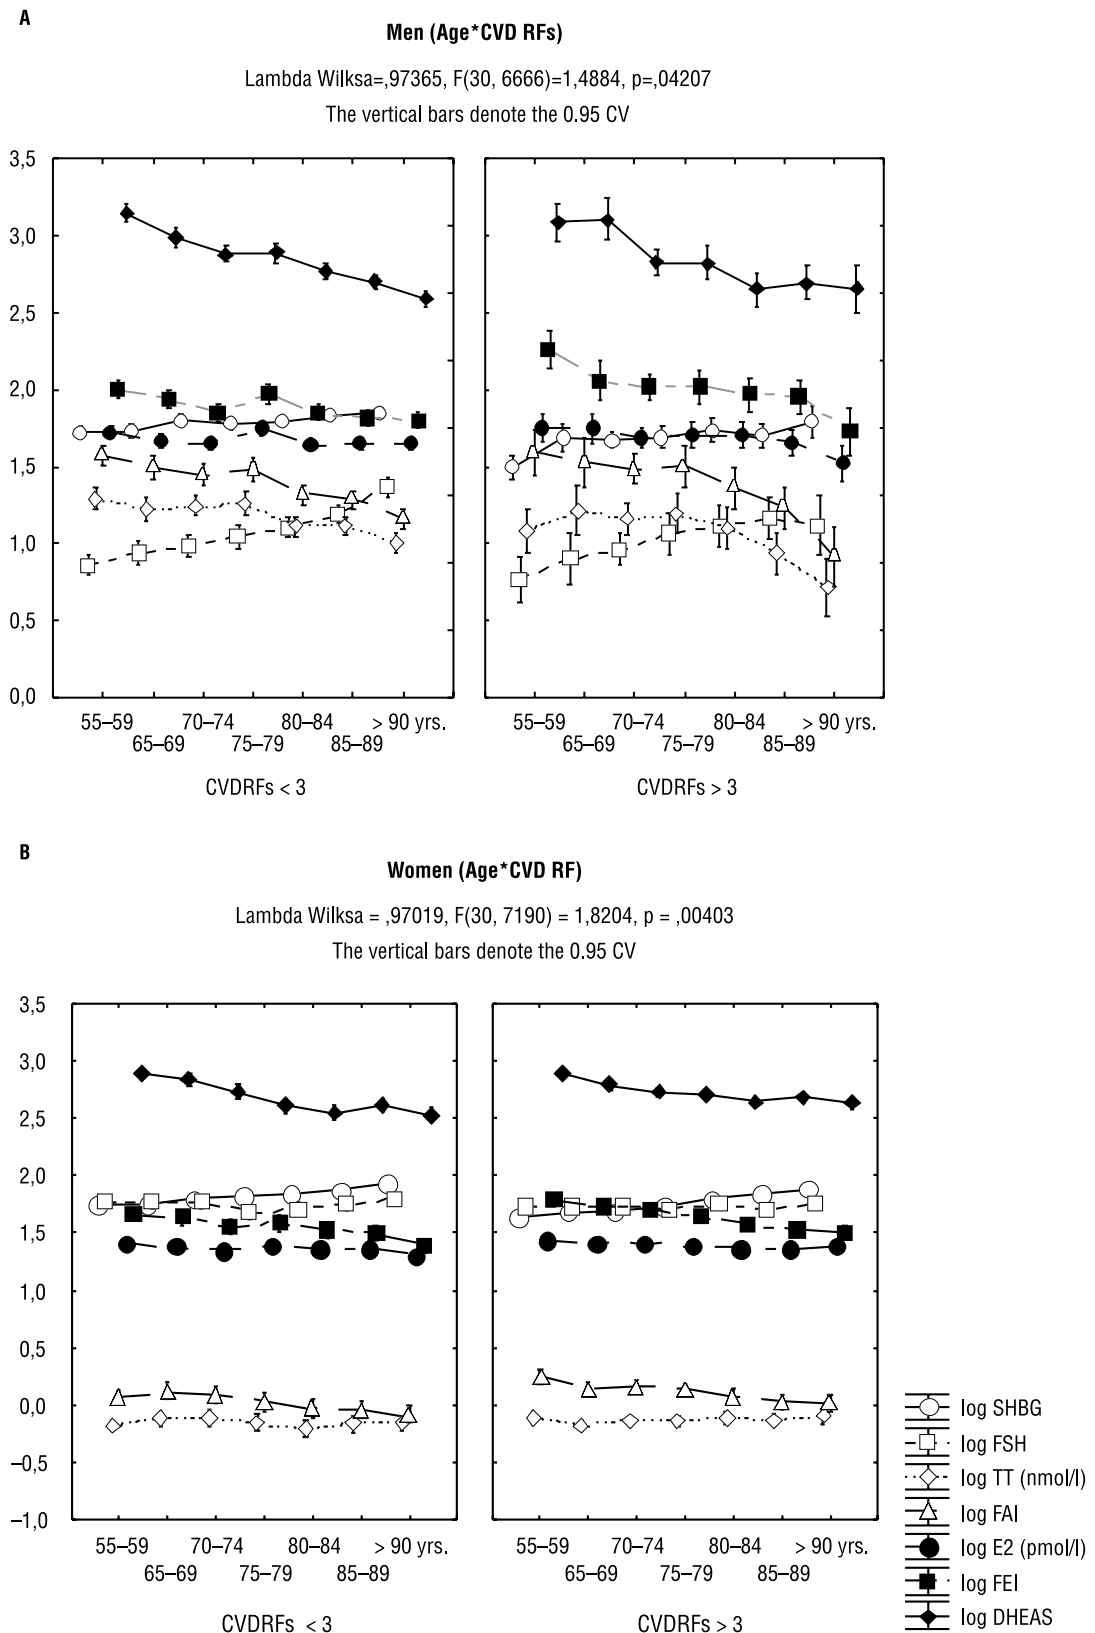 A
Men (Age*CVD RFs)
Lambda Wilksa=,97365, F(30, 6666)=1,4884, p=,04207
The vertical bars denote the 0.95 CV
3,5
3,0
2,5
2,0
1,5
1,0
0,5
0,0
55–59 70–74 80–84 > 90 yrs.
65–69 75–79 85–89
CVDRFs < 3
55–59 70–74 80–84 > 90 yrs.
65–69 75–79 85–89
CVDRFs > 3
B
Women (Age*CVD RF)
Lambda Wilksa = ,97019, F(30, 7190) = 1,8204, p = ,00403
The vertical bars denote the 0.95 CV
3,5
3,0
2,5
2,0
1,5
1,0
0,5
0,0
–0,5
–1,0
55–59 70–74 80–84 > 90 yrs.
65–69 75–79 85–89
CVDRFs < 3
55–59 70–74 80–84 > 90 yrs.
65–69 75–79 85–89
CVDRFs > 3
log SHBG
log FSH
log TT (nmol/l)
log FAI
log E2 (pmol/l)
log FEI
log DHEAS